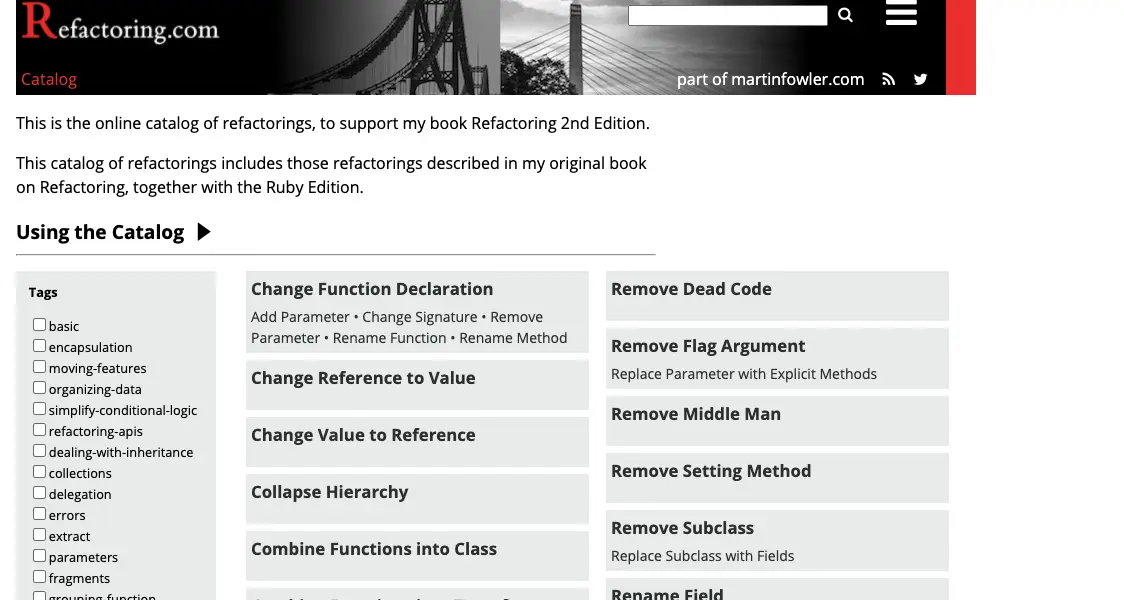 Refactoring.com
Catalog
part of martinfowler.com
This is the online catalog of refactorings, to support my book Refactoring 2nd Edition.
This catalog of refactorings includes those refactorings described in my original book
on Refactoring, together with the Ruby Edition.
Using the Catalog
Tags
basic
encapsulation
moving-features
organizing-data
simplify-conditional-logic
refactoring-apis
dealing-with-inheritance
collections
delegation
errors
extract
parameters
fragments
grouping-function
Change Function Declaration
Add Parameter • Change Signature • Remove
Parameter • Rename Function • Rename Method
Change Reference to Value
Change Value to Reference
Collapse Hierarchy
Combine Functions into Class
Remove Dead Code
Remove Flag Argument
Replace Parameter with Explicit Methods
Remove Middle Man
Remove Setting Method
Remove Subclass
Replace Subclass with Fields
Rename Field